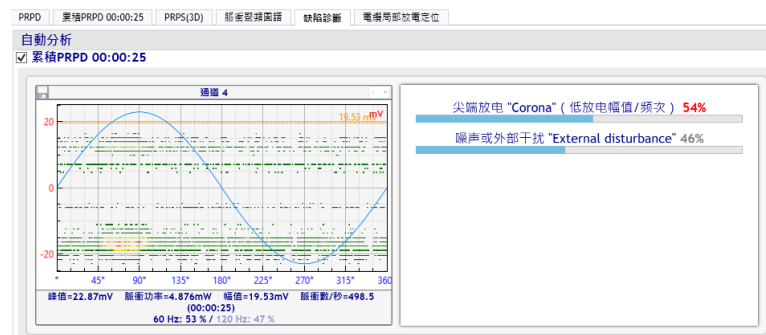 PRPD 累積PRPD 00:00:25 PRPS(3D) 脈衝聚類圖譜 缺陷診斷 電纜局部放電定位
自動分析
累積PRPD 00:00:25
通道 4
mV
19.53 mV
20
0
-20
45° 90° 135° 180° 225° 270° 315° 360
峰值=22.87mV 脈衝功率=4.876mW 幅值=19.53mV 脈衝數/秒=498.5
(00:00:25)
60 Hz: 53 % / 120 Hz: 47 %
尖端放电 "Corona" ( 低放电幅值/频次 ) 54%
噪声或外部干扰 "External disturbance" 46%